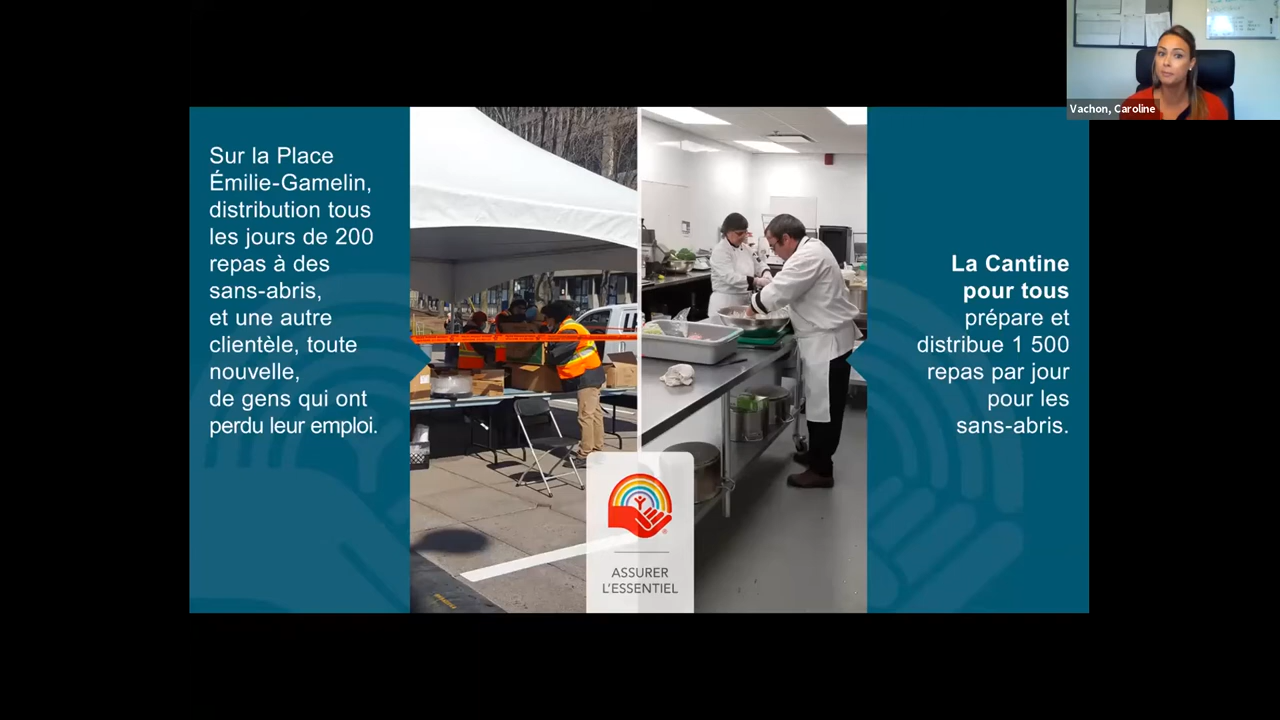 Vachon, Caroline
Sur la Place
Émilie-Gamelin,
distribution tous
les jours de 200
repas à des
sans-abris,
et une autre
clientèle, toute
nouvelle,
de gens qui ont
perdu leur emploi.
La Cantine
pour tous
prépare et
distribue 1 500
repas par jour
pour les
sans-abris.
ASSURER
L'ESSENTIEL